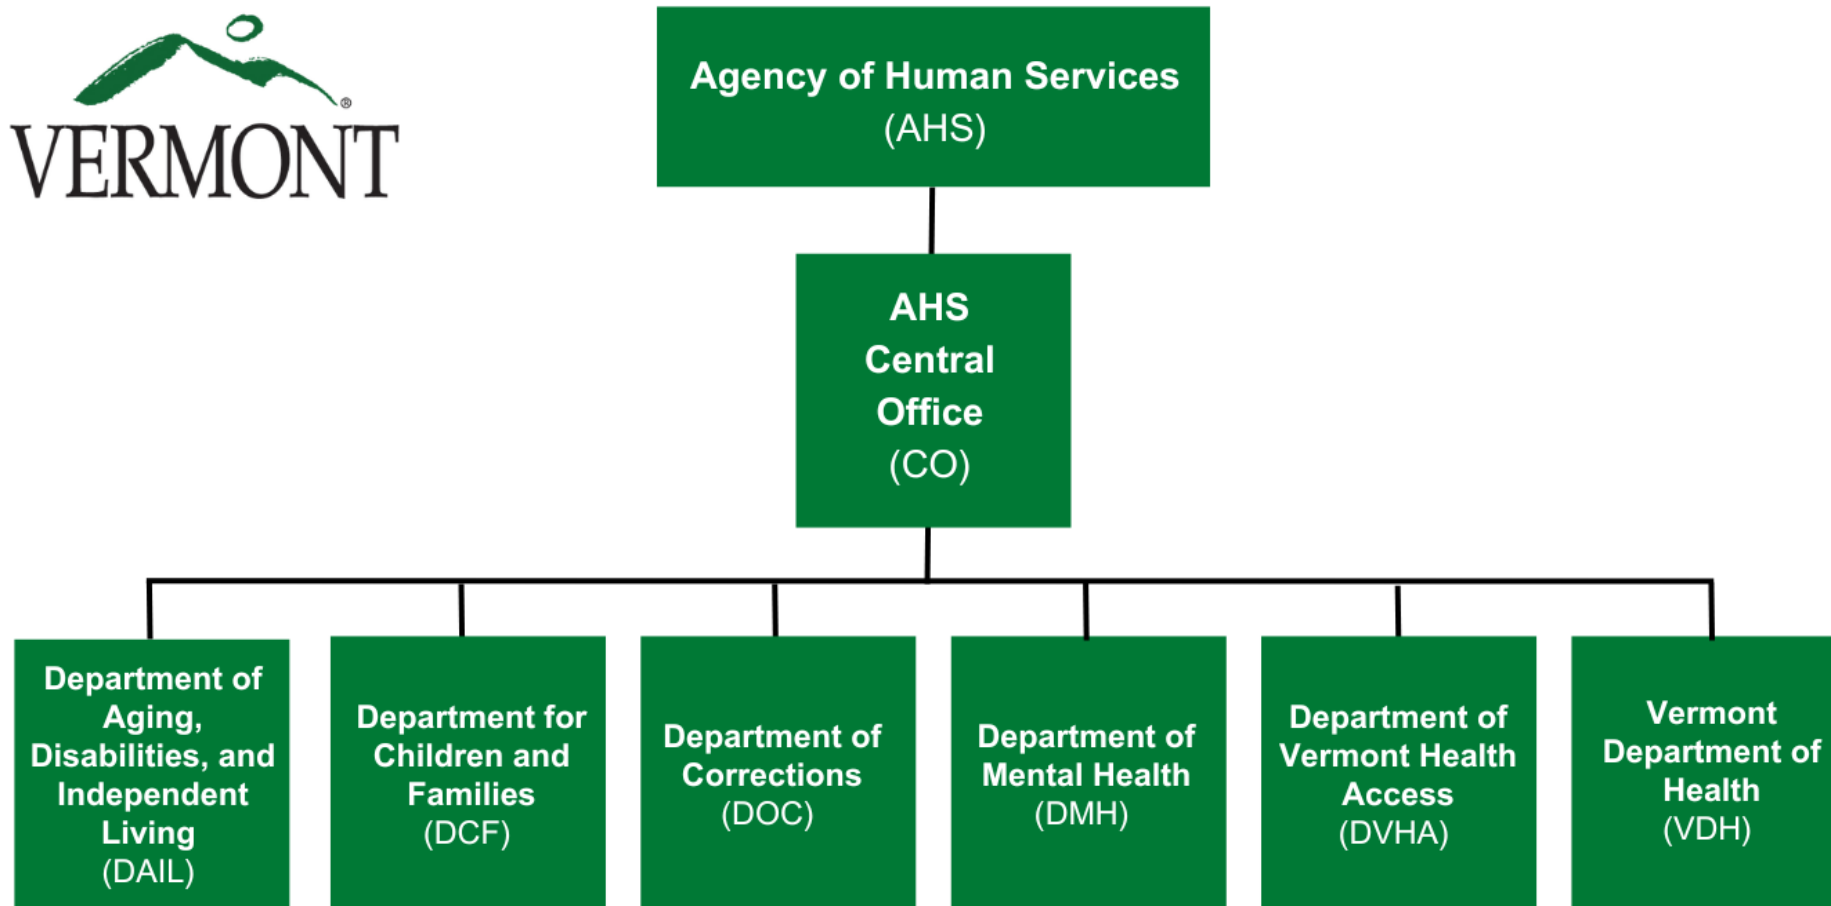 VERMONT
®
Agency of Human Services
(AHS)
AHS
Central
Office
(CO)
Department of
Aging,
Disabilities, and
Independent
Living
(DAIL)
Department for
Children and
Families
(DCF)
Department of
Corrections
(DOC)
Department of
Mental Health
(DMH)
Department of
Vermont Health
Access
(DVHA)
Vermont
Department of
Health
(VDH)